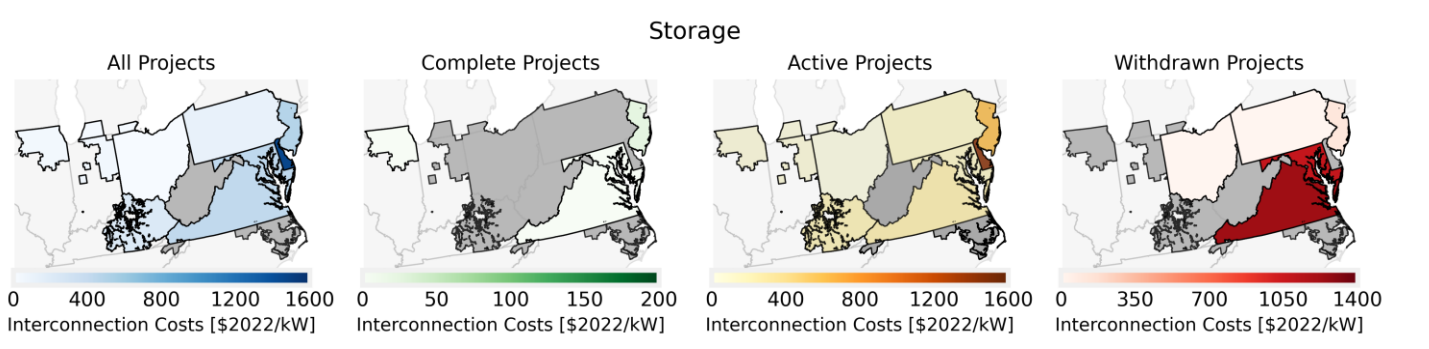 Storage
All Projects
Complete Projects
Active Projects
Withdrawn Projects
0 400 800 1200 1600
0 50 100 150 200
0 400 800 1200 1600
0 350 700 1050 1400
Interconnection Costs [$2022/kW]
Interconnection Costs [$2022/kW]
Interconnection Costs [$2022/kW]
Interconnection Costs [$2022/kW]